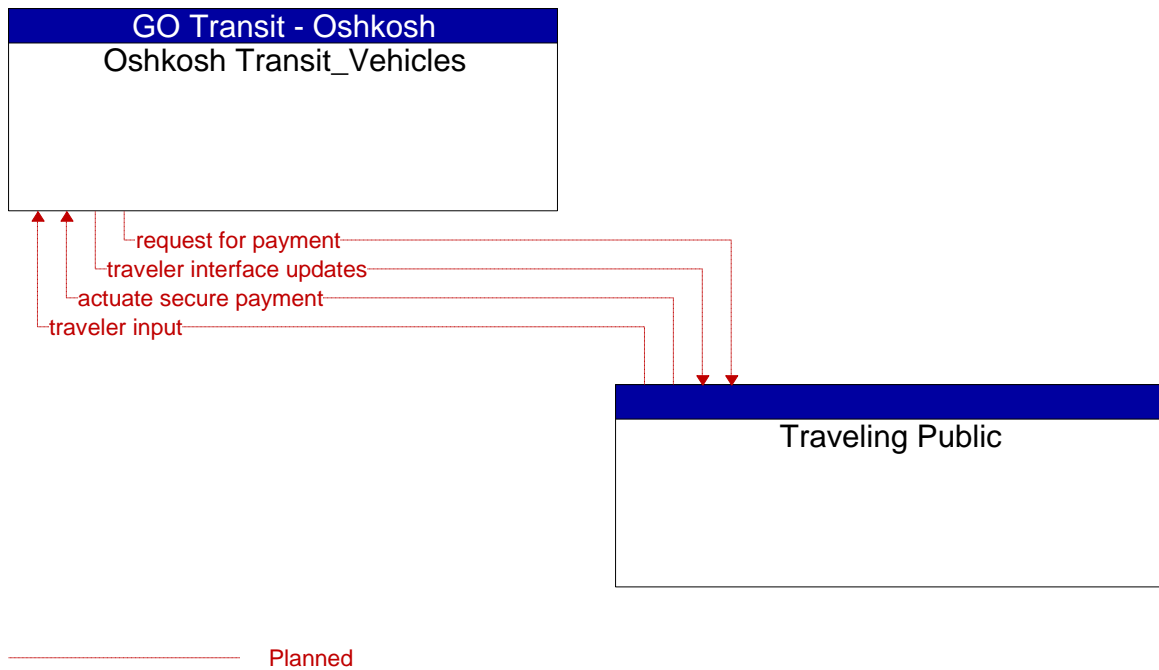 GO Transit - Oshkosh
Oshkosh Transit_Vehicles
request for payment
traveler interface updates
actuate secure payment
traveler input
Traveling Public
Planned